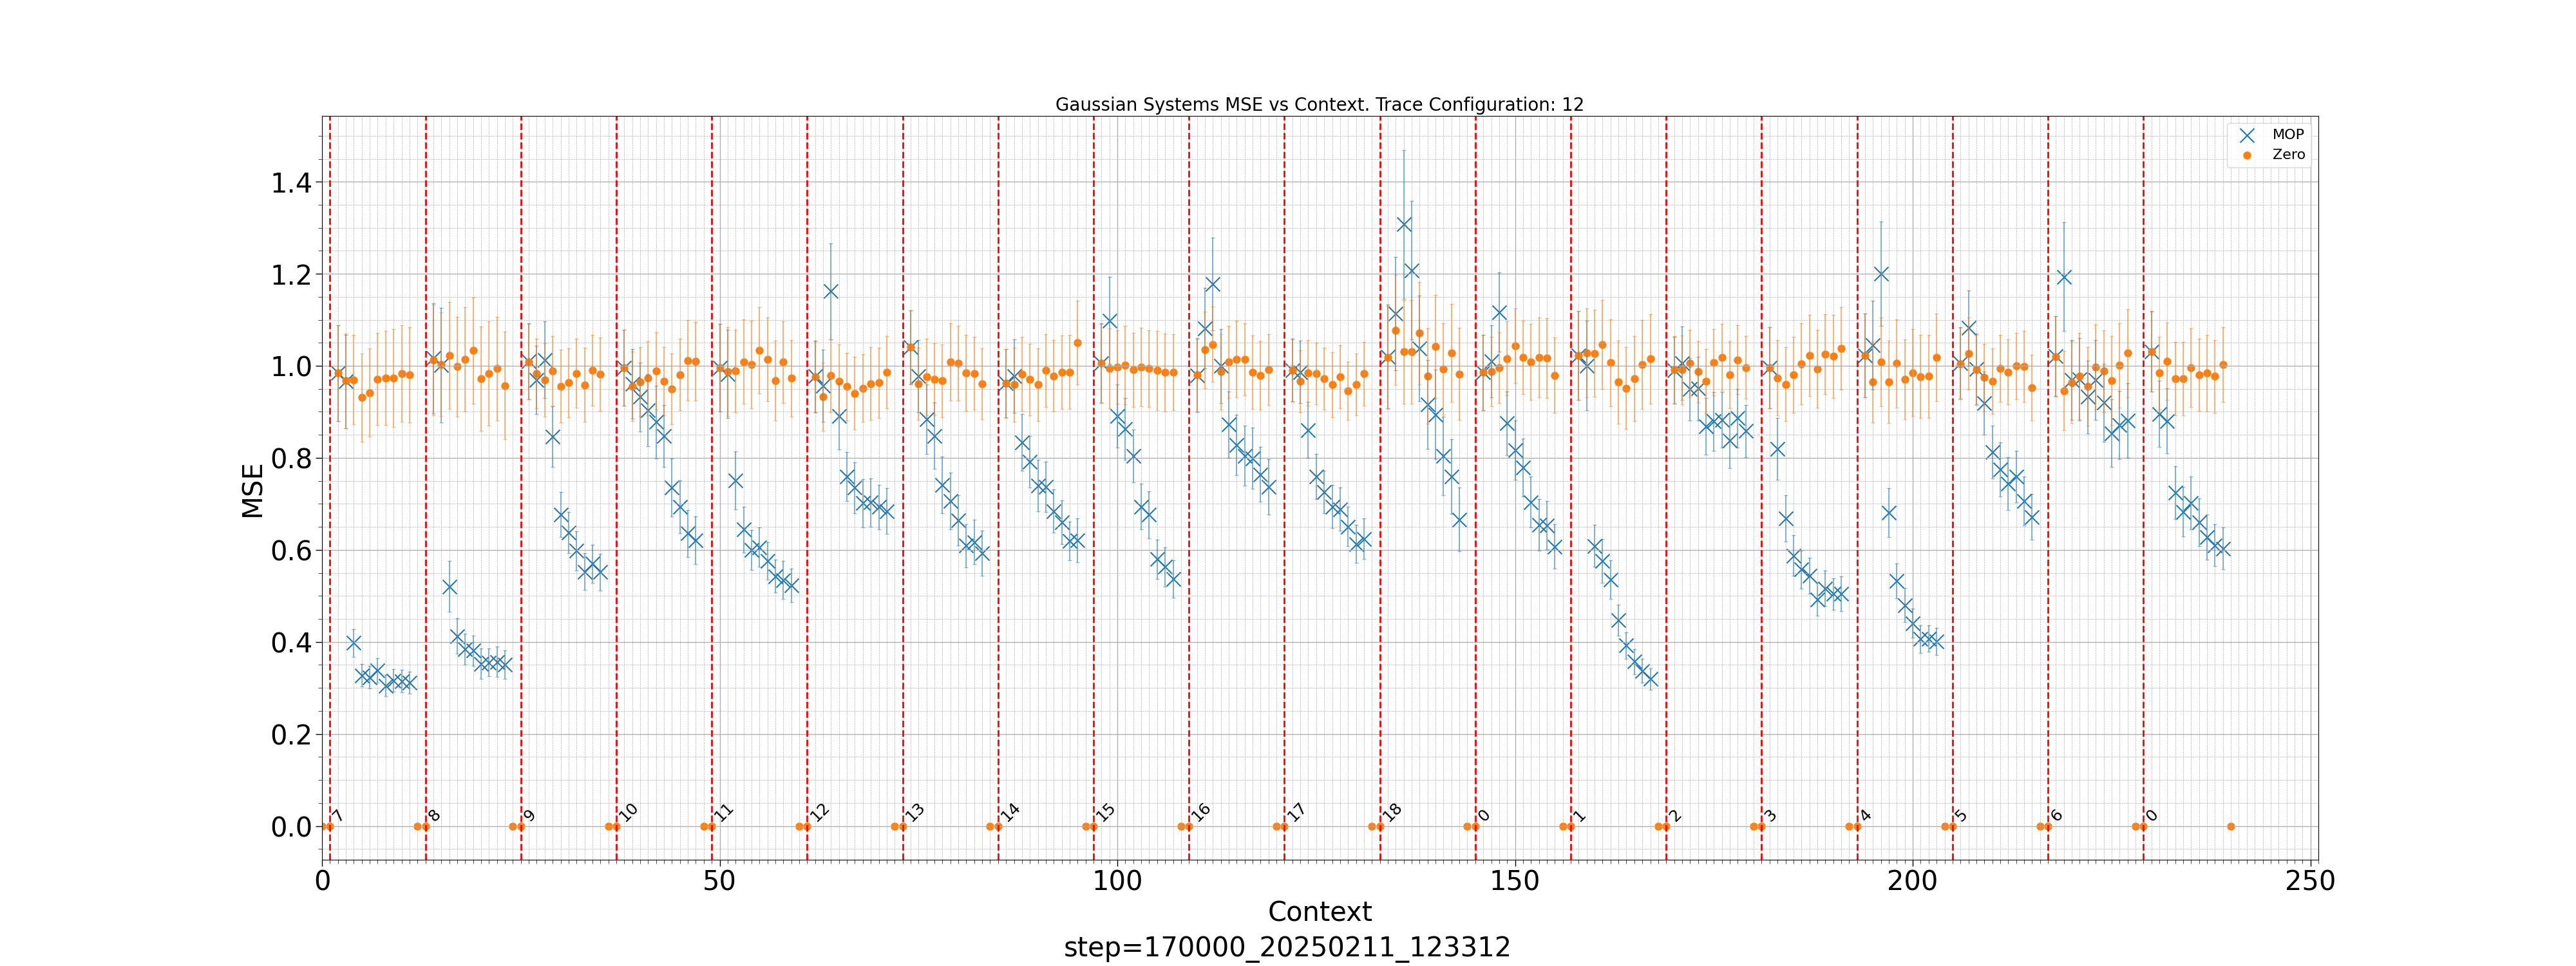 Gaussian Systems MSE vs Context. Trace Configuration: 12
MOP
Zero
MSE
1.4
1.2
1.0
0.8
0.6
0.4
0.2
0.0
7 8 9 10 11 12 13 14 15 16 17 18 0 1 2 3 4 5 6 0
0 50 100 150 200 250
Context
step=170000_20250211_123312